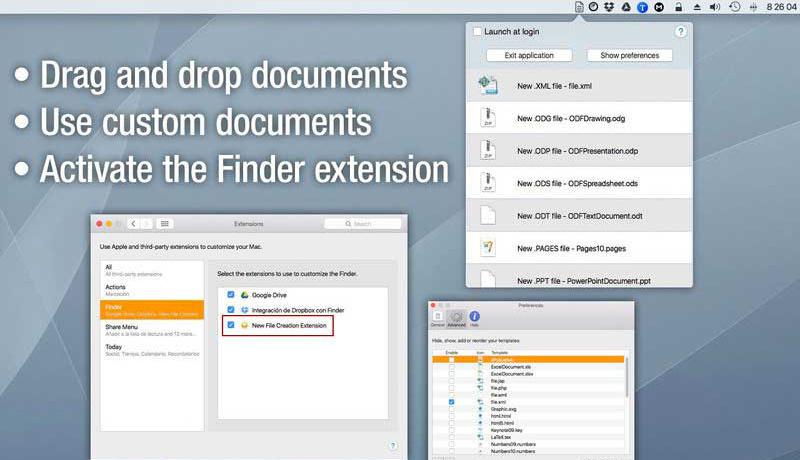 8 26 04
Launch at login
?
Exit application
Show preferences
• Drag and drop documents
• Use custom documents
• Activate the Finder extension
New .XML file - file.xml
ZIP
New .ODG file - ODFDrawing.odg
ZIP
New .ODP file - ODFPresentation.odp
ZIP
New .ODS file - ODFSpreadsheet.ods
New .ODT file - ODFTextDocument.odt
New .PAGES file - Pages10.pages
New .PPT file - PowerPointDocument.ppt
Extensions
Search
Use Apple and third-party extensions to customize your Mac.
All
All third-party extensions
Actions
Marcación
Finder
Google Drive, Dropbox, New File Creation
Share Menu
Añadir a la lista de lectura and 12 more...
Today
Social, Tiempo, Calendario, Recordatorios
Select the extensions to use to customize the Finder.
Google Drive
Integración de Dropbox con Finder
New File Creation Extension
?
Preferences
General
Advanced
Help
Hide, show, add or reorder your templates:
Enable
Icon
Template
ExcelDocument.xls
ExcelDocument.xlsx
file.jsp
file.php
file.xaml
file.xml
Graphic.svg
html.html
html5.html
Keynote09.key
LaTeX.tex
Numbers09.numbers
Numbers10.numbers